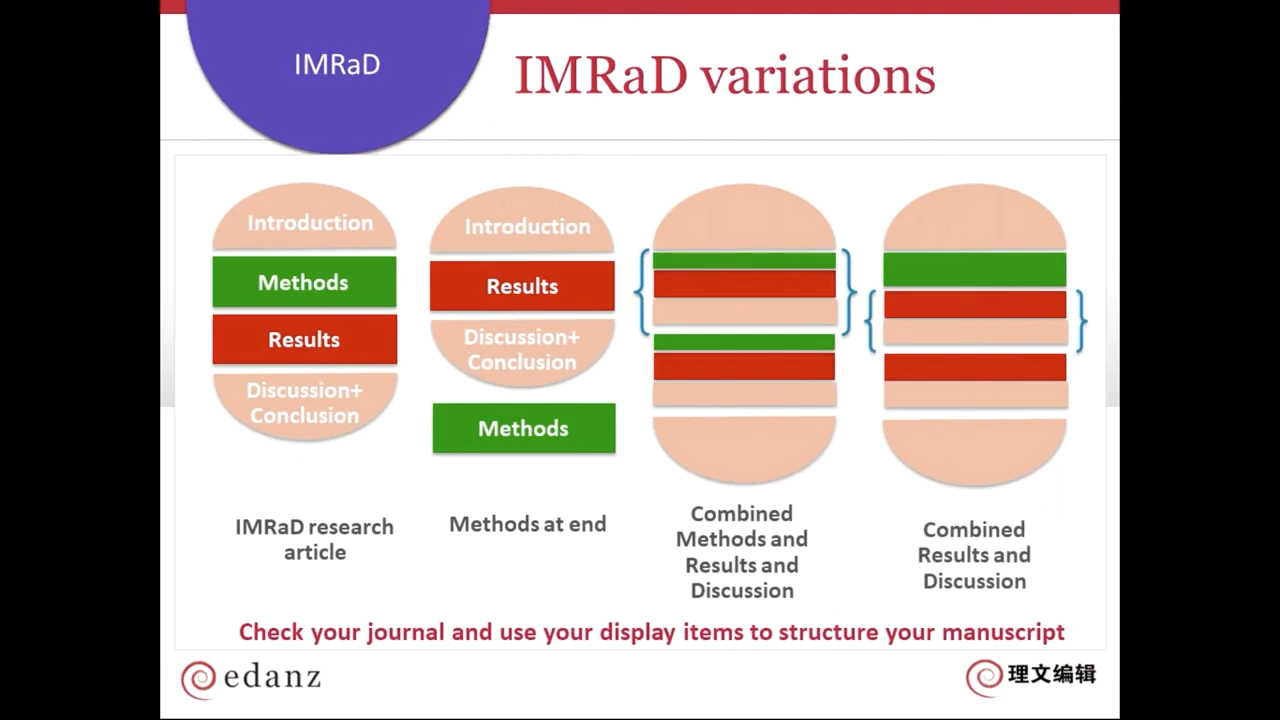 IMRaD
IMRaD variations
Introduction
Methods
Results
Discussion+
Conclusion
IMRaD research
article
Introduction
Results
Discussion+
Conclusion
Methods
Methods at end
Combined
Methods and
Results and
Discussion
Combined
Results and
Discussion
Check your journal and use your display items to structure your manuscript
edanz
理文编辑